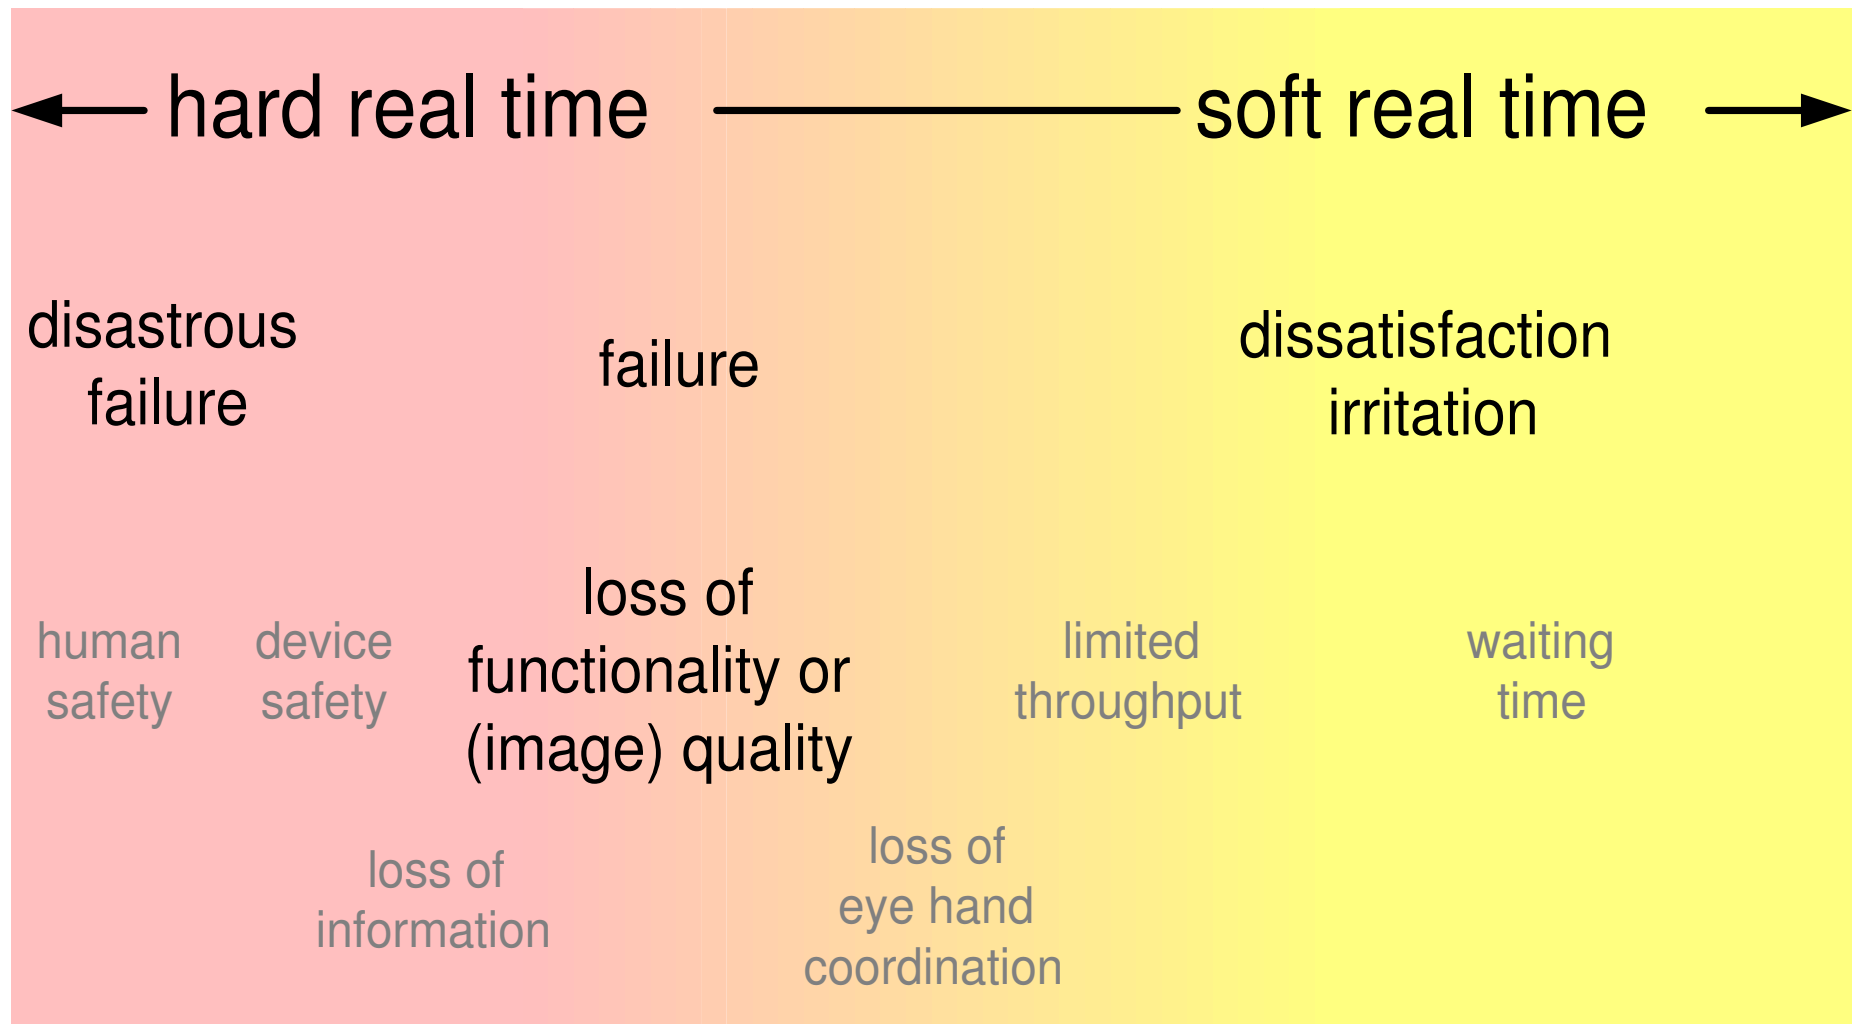 hard real time
soft real time
disastrous
failure
failure
dissatisfaction
irritation
human
safety
device
safety
loss of
functionality or
(image) quality
limited
throughput
waiting
time
loss of
information
loss of
eye hand
coordination